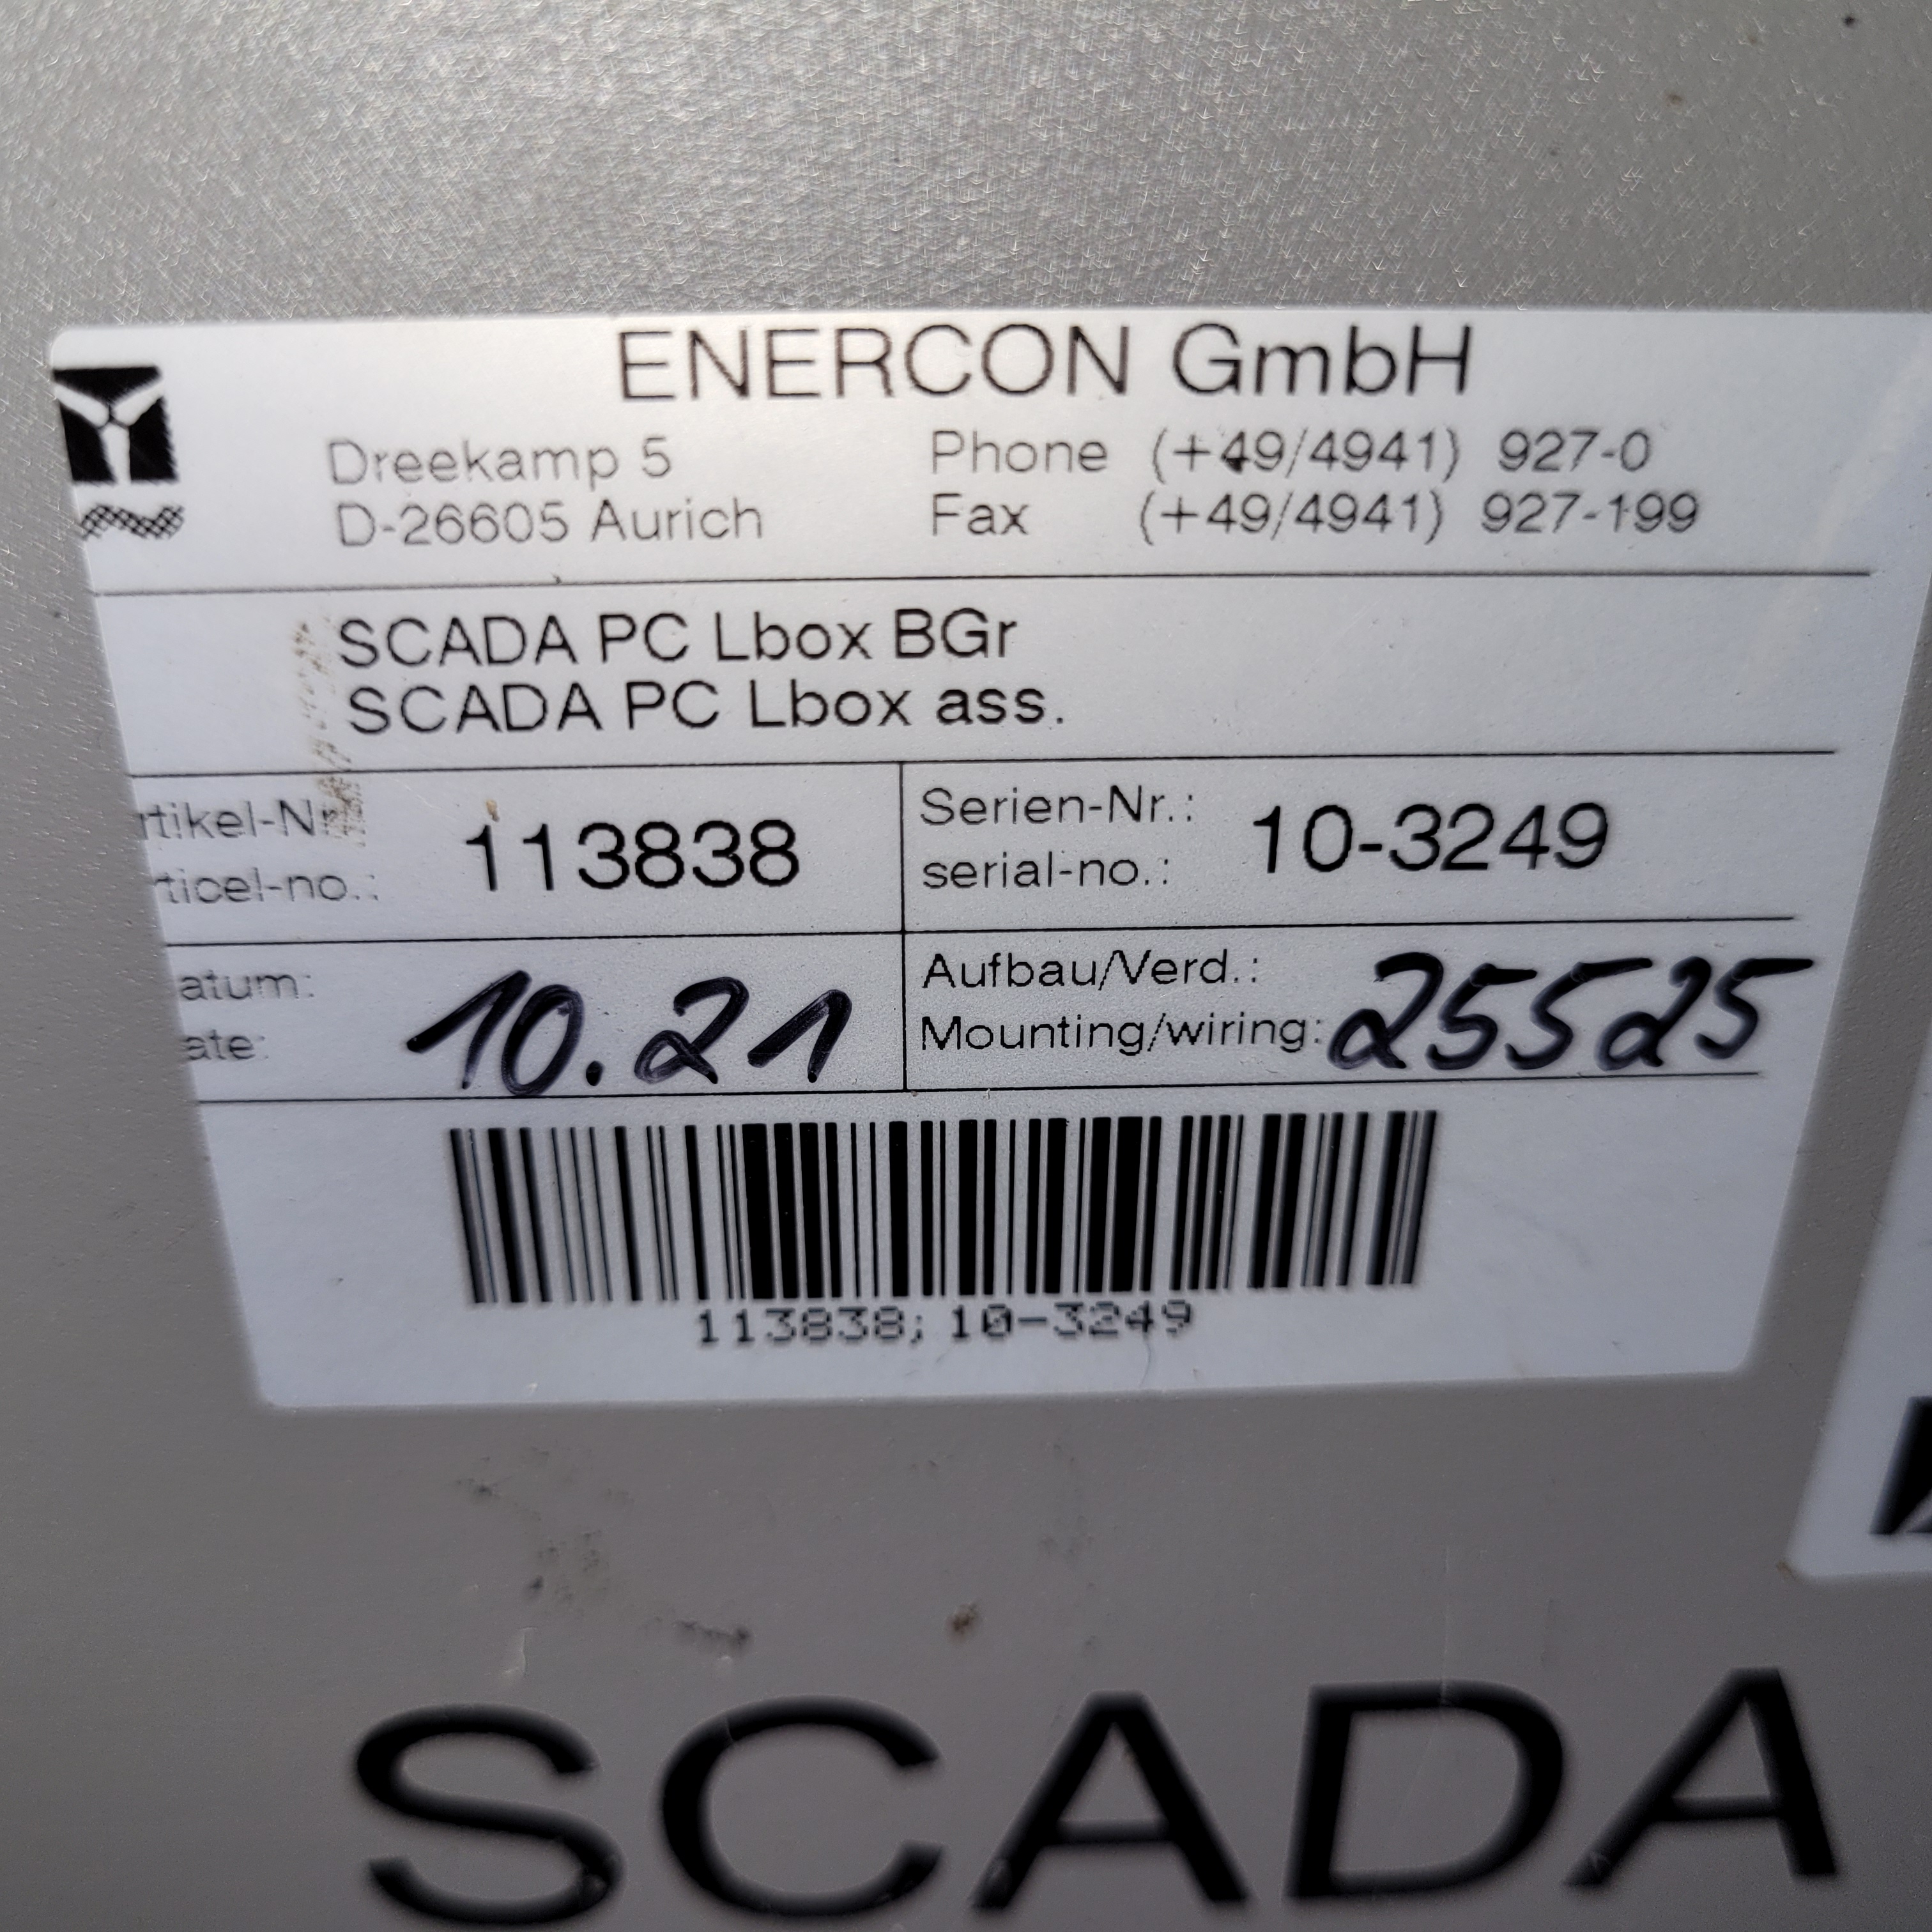 ENERCON GmbH
Dreekamp 5 Phone (+49/4941) 927-0
D-26605 Aurich Fax (+49/4941) 927-199
SCADA PC Lbox BGr
SCADA PC Lbox ass.
rtikel-Nr.: 113838 Serien-Nr.: 10-3249
ticel-no.: serial-no.:
atum: 10.21 Aufbau/Verd.: 25525
ate: Mounting/wiring:
113838; 10-3249
SCADA